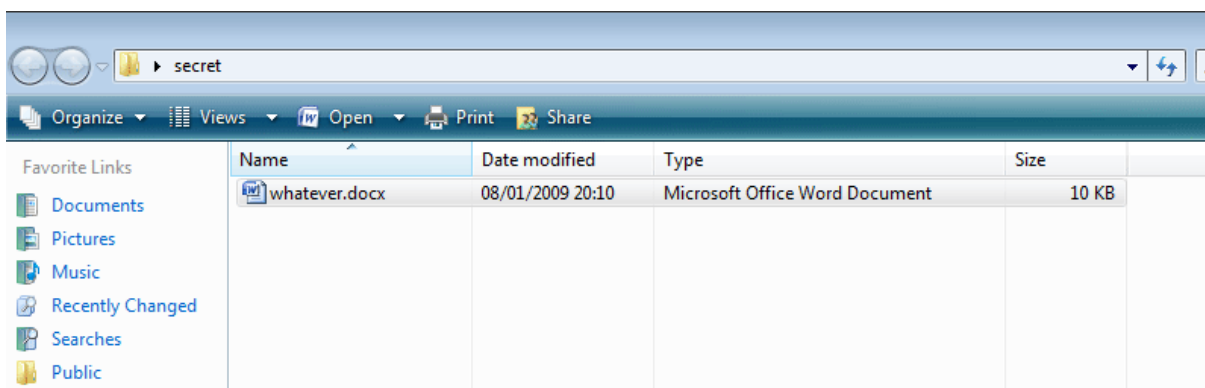 secret
Organize Views Open Print Share
Favorite Links
Documents
Pictures
Music
Recently Changed
Searches
Public
Name Date modified Type Size
whatever.docx 08/01/2009 20:10 Microsoft Office Word Document 10 KB